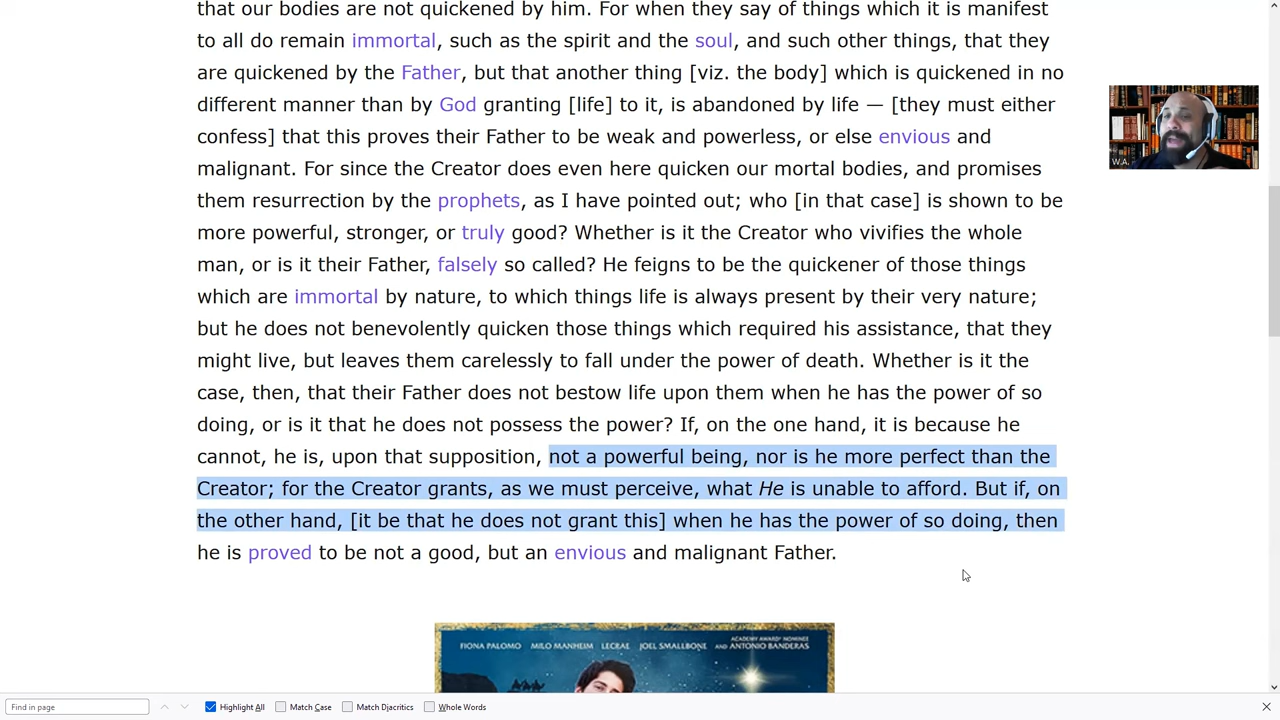 that our bodies are not quickened by him. For when they say of things which it is manifest
to all do remain immortal, such as the spirit and the soul, and such other things, that they
are quickened by the Father, but that another thing [viz. the body] which is quickened in no
different manner than by God granting [life] to it, is abandoned by life — [they must either
confess] that this proves their Father to be weak and powerless, or else envious and
malignant. For since the Creator does even here quicken our mortal bodies, and promises
them resurrection by the prophets, as I have pointed out; who [in that case] is shown to be
more powerful, stronger, or truly good? Whether is it the Creator who vivifies the whole
man, or is it their Father, falsely so called? He feigns to be the quickener of those things
which are immortal by nature, to which things life is always present by their very nature;
but he does not benevolently quicken those things which required his assistance, that they
might live, but leaves them carelessly to fall under the power of death. Whether is it the
case, then, that their Father does not bestow life upon them when he has the power of so
doing, or is it that he does not possess the power? If, on the one hand, it is because he
cannot, he is, upon that supposition, not a powerful being, nor is he more perfect than the
Creator; for the Creator grants, as we must perceive, what He is unable to afford. But if, on
the other hand, [it be that he does not grant this] when he has the power of so doing, then
he is proved to be not a good, but an envious and malignant Father.
W.A.
ACADEMY AWARD® NOMINEE
FIONA PALOMO MILO MANHEIM LECRAE JOEL SMALLBONE AND ANTONIO BANDERAS
Find in page
Highlight All
Match Case
Match Diacritics
Whole Words